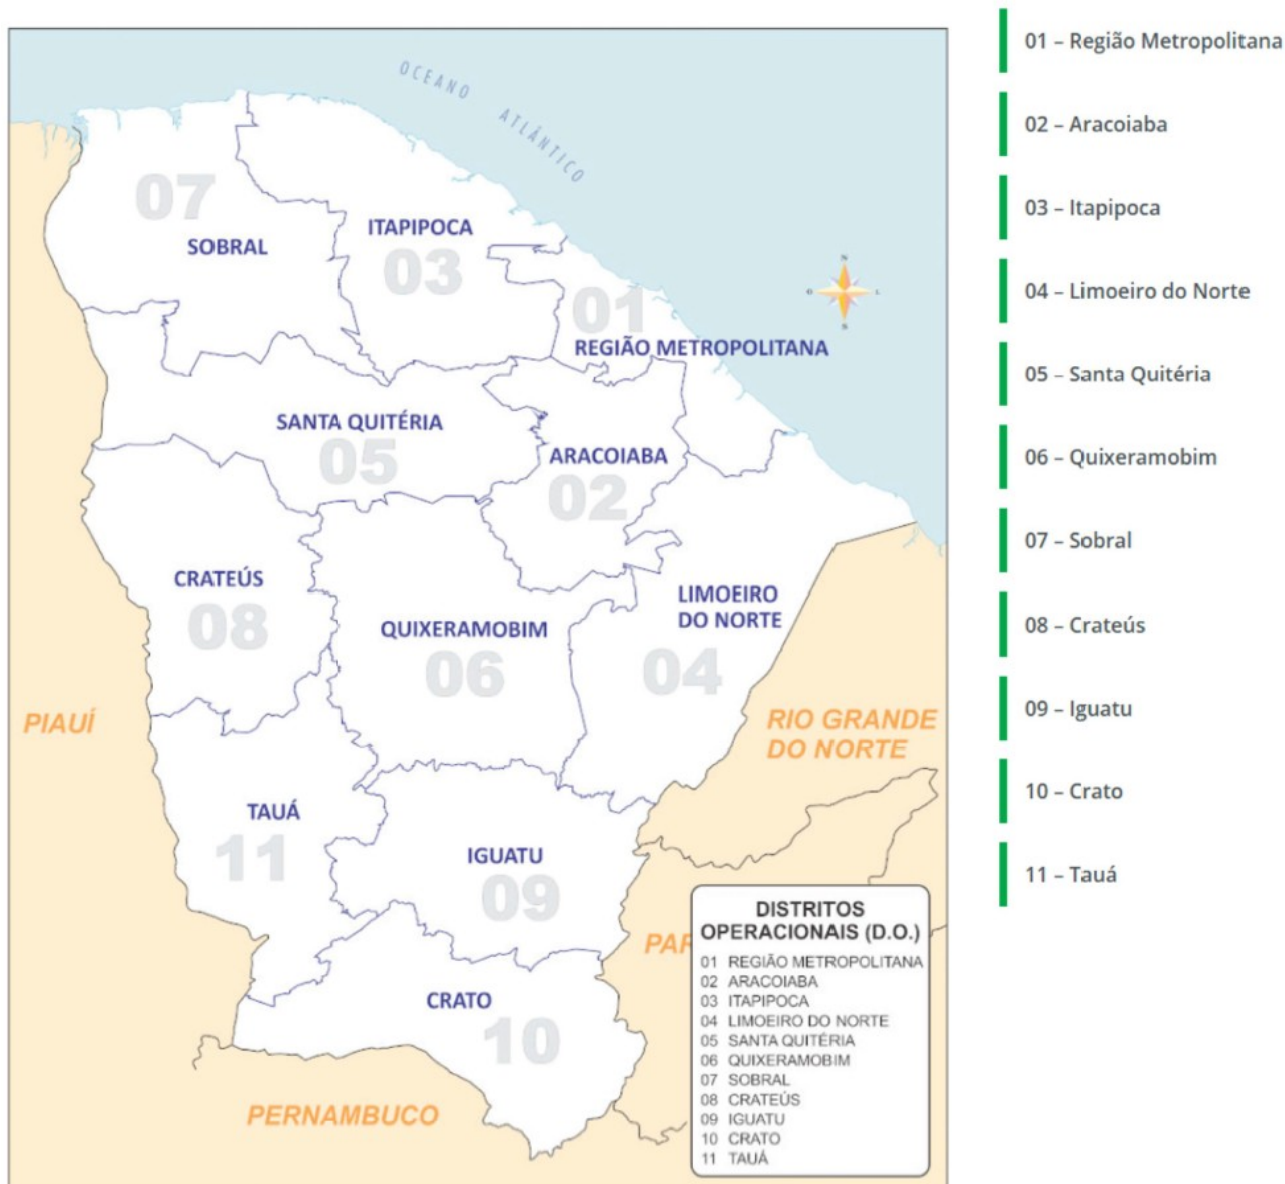 OCEANO ATLÂNTICO
07
SOBRAL
ITAPIPOCA
03
01
REGIÃO METROPOLITANA
N
O
L
S
SANTA QUITÉRIA
05
ARACOIABA
02
CRATEÚS
08
QUIXERAMOBIM
06
LIMOEIRO
DO NORTE
04
PIAUÍ
RIO GRANDE
DO NORTE
TAUÁ
11
IGUATU
09
PAR
CRATO
10
PERNAMBUCO
DISTRITOS
OPERACIONAIS (D.O.)
01 REGIÃO METROPOLITANA
02 ARACOIABA
03 ITAPIPOCA
04 LIMOEIRO DO NORTE
05 SANTA QUITÉRIA
06 QUIXERAMOBIM
07 SOBRAL
08 CRATEÚS
09 IGUATU
10 CRATO
11 TAUÁ
01 – Região Metropolitana
02 – Aracoiaba
03 – Itapipoca
04 – Limoeiro do Norte
05 – Santa Quitéria
06 – Quixeramobim
07 – Sobral
08 – Crateús
09 – Iguatu
10 – Crato
11 – Tauá